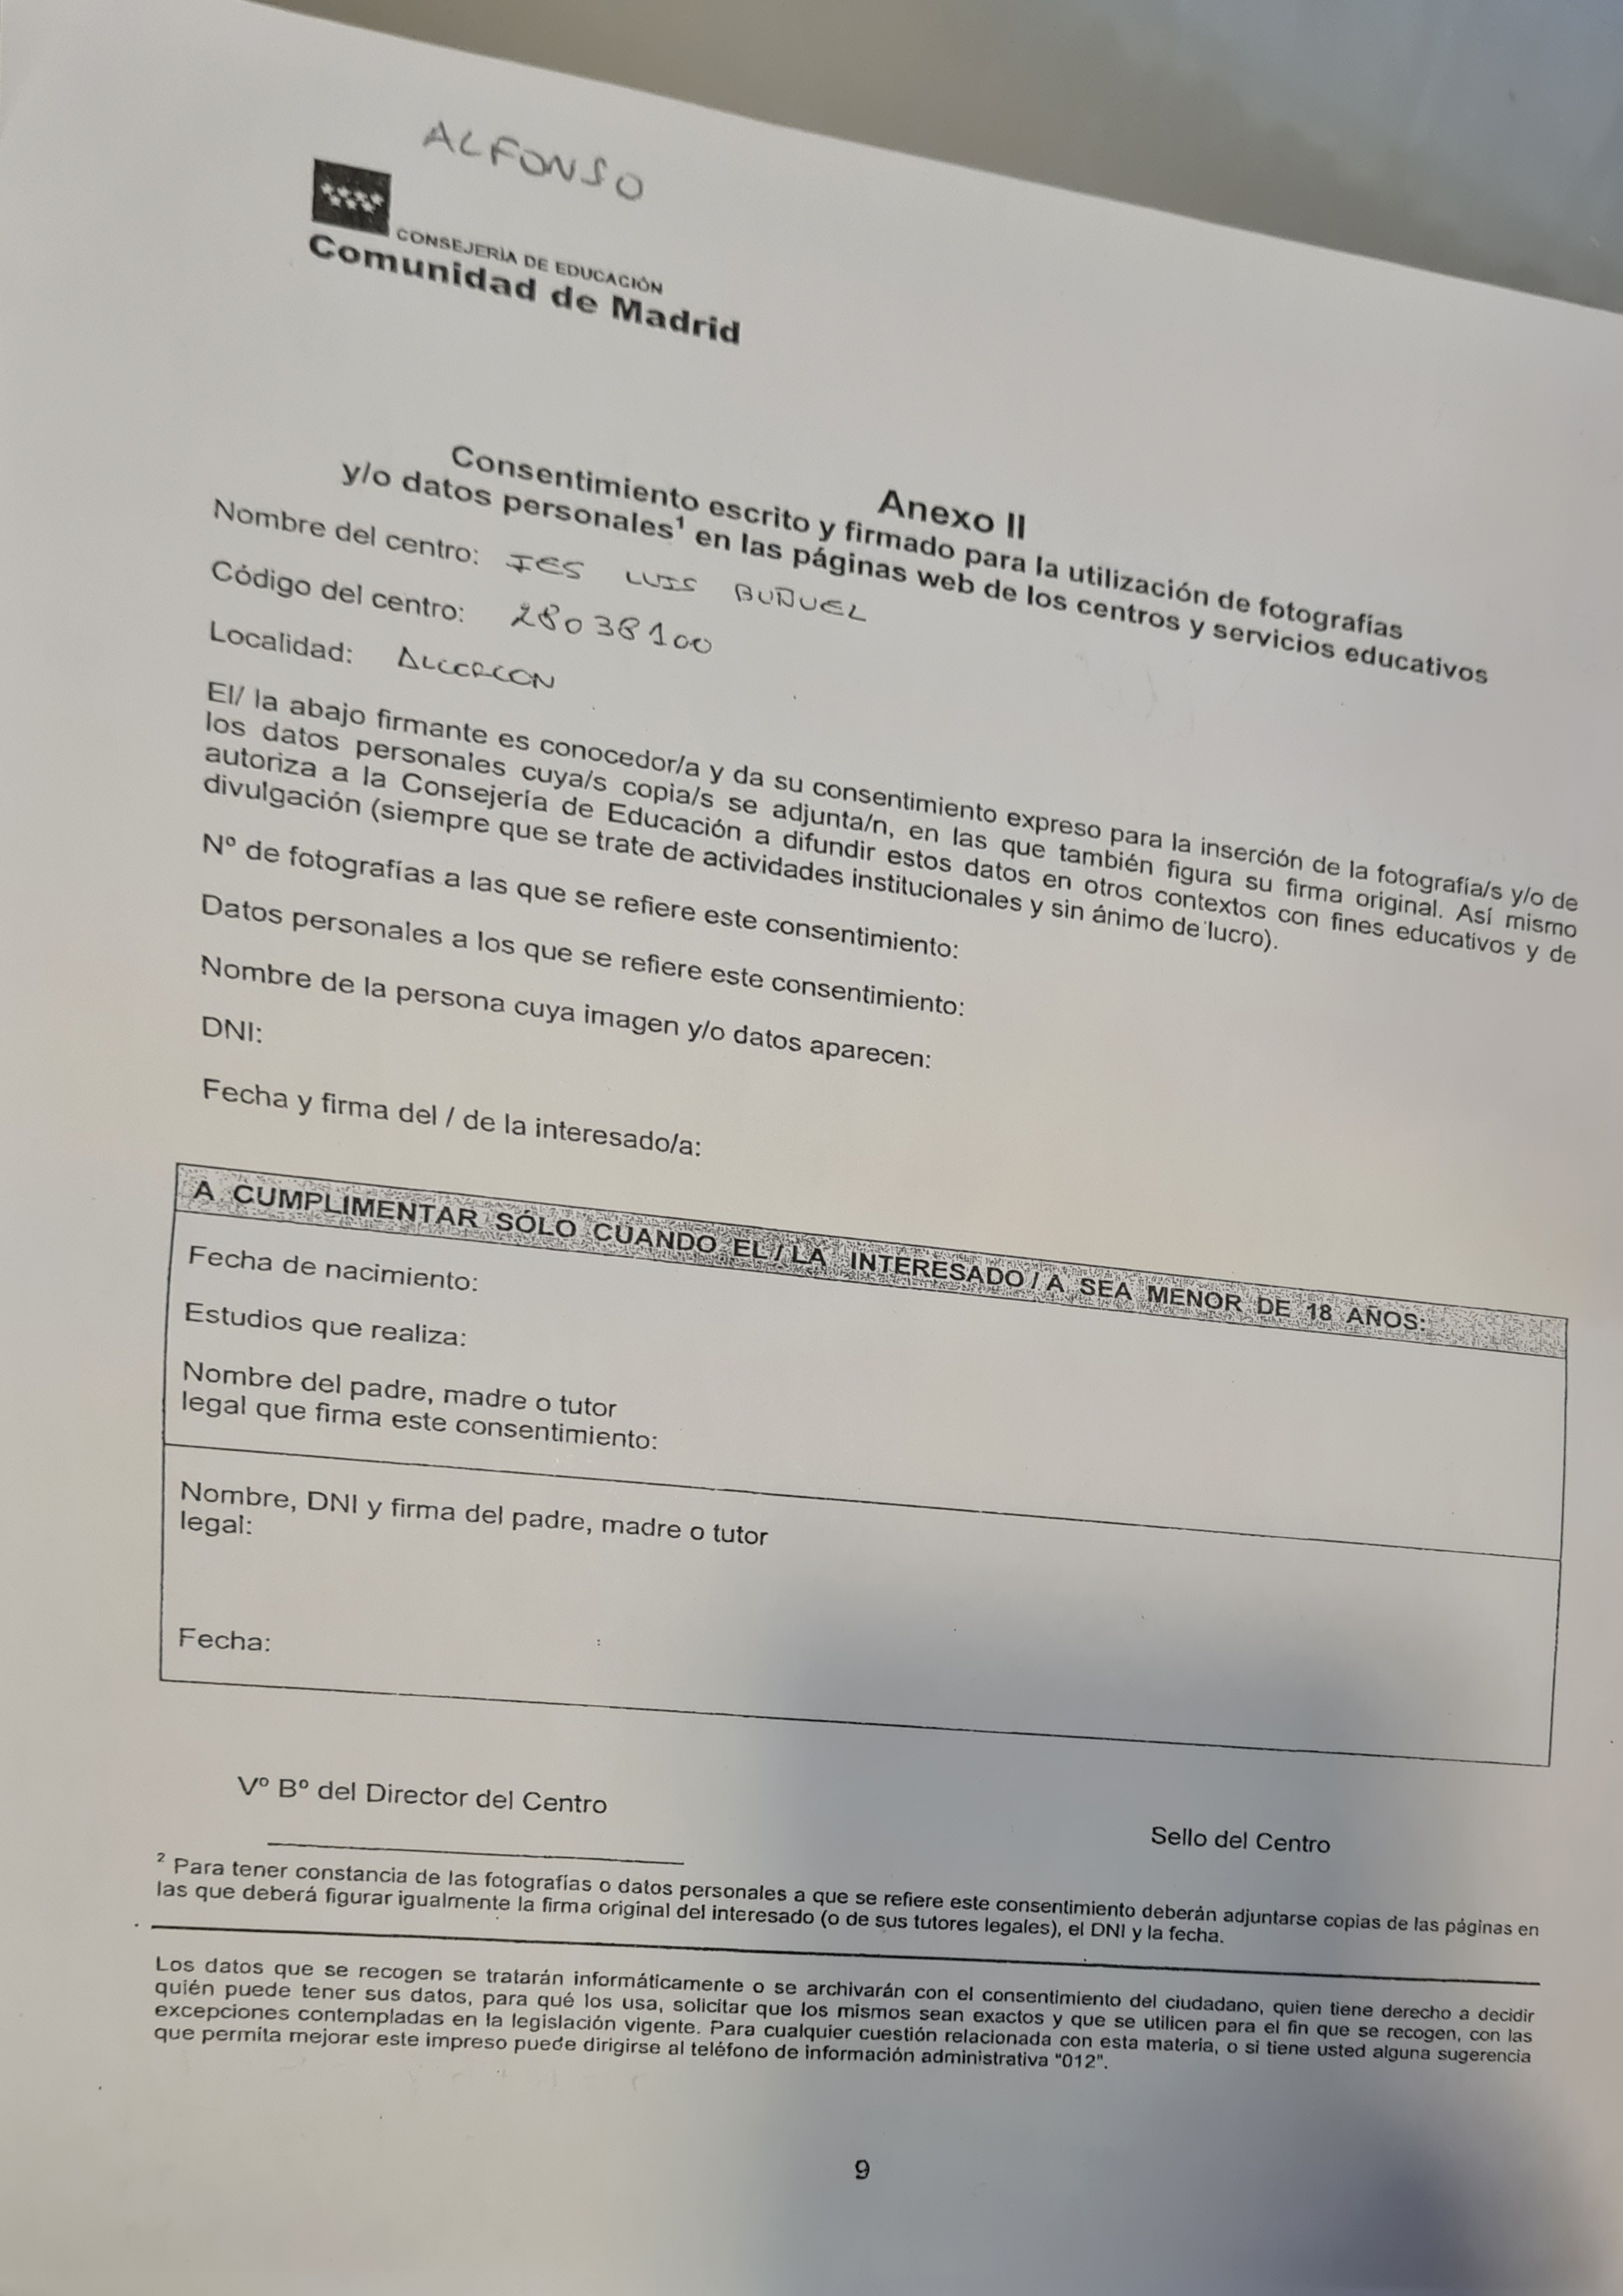 ALFONSO
CONSEJERÍA DE EDUCACIÓN
Comunidad de Madrid
Anexo II
Consentimiento escrito y firmado para la utilización de fotografías
y/o datos personales¹ en las páginas web de los centros y servicios educativos
Nombre del centro: IES LUIS BUÑUEL
Código del centro: 28038100
Localidad: ALCORCON
El/ la abajo firmante es conocedor/a y da su consentimiento expreso para la inserción de la fotografía/s y/o de
los datos personales cuya/s copia/s se adjunta/n, en las que también figura su firma original. Así mismo
autoriza a la Consejería de Educación a difundir estos datos en otros contextos con fines educativos y de
divulgación (siempre que se trate de actividades institucionales y sin ánimo de lucro).
Nº de fotografías a las que se refiere este consentimiento:
Datos personales a los que se refiere este consentimiento:
Nombre de la persona cuya imagen y/o datos aparecen:
DNI:
Fecha y firma del / de la interesado/a:
A CUMPLIMENTAR SÓLO CUANDO EL / LA INTERESADO / A SEA MENOR DE 18 AÑOS:
Fecha de nacimiento:
Estudios que realiza:
Nombre del padre, madre o tutor
legal que firma este consentimiento:
Nombre, DNI y firma del padre, madre o tutor
legal:
Fecha:
Vº Bº del Director del Centro
Sello del Centro
² Para tener constancia de las fotografías o datos personales a que se refiere este consentimiento deberán adjuntarse copias de las páginas en
las que deberá figurar igualmente la firma original del interesado (o de sus tutores legales), el DNI y la fecha.
Los datos que se recogen se tratarán informáticamente o se archivarán con el consentimiento del ciudadano, quien tiene derecho a decidir
quién puede tener sus datos, para qué los usa, solicitar que los mismos sean exactos y que se utilicen para el fin que se recogen, con las
excepciones contempladas en la legislación vigente. Para cualquier cuestión relacionada con esta materia, o si tiene usted alguna sugerencia
que permita mejorar este impreso puede dirigirse al teléfono de información administrativa "012".
9